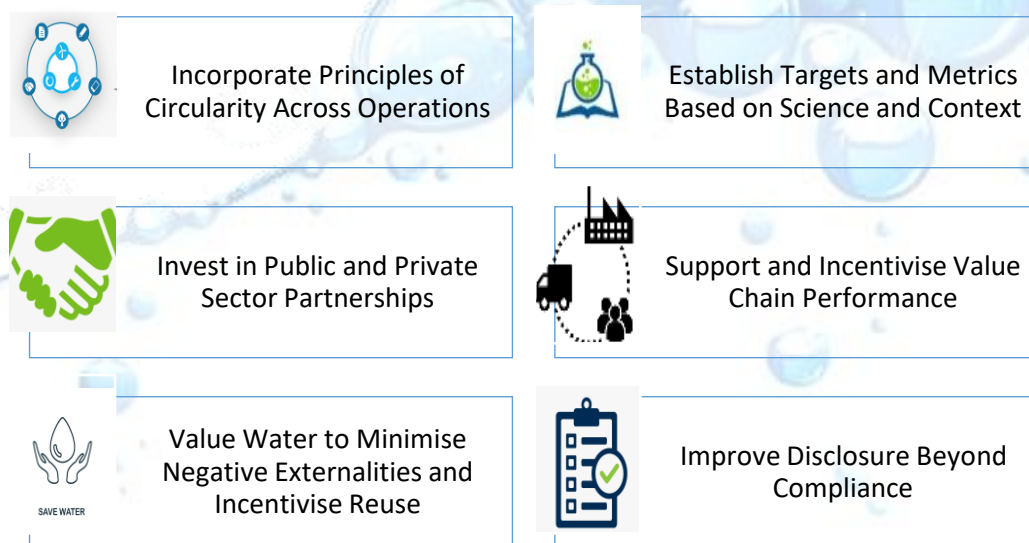 Incorporate Principles of
Circularity Across Operations
Establish Targets and Metrics
Based on Science and Context
Invest in Public and Private
Sector Partnerships
Support and Incentivise Value
Chain Performance
Value Water to Minimise
Negative Externalities and
Incentivise Reuse
SAVE WATER
Improve Disclosure Beyond
Compliance